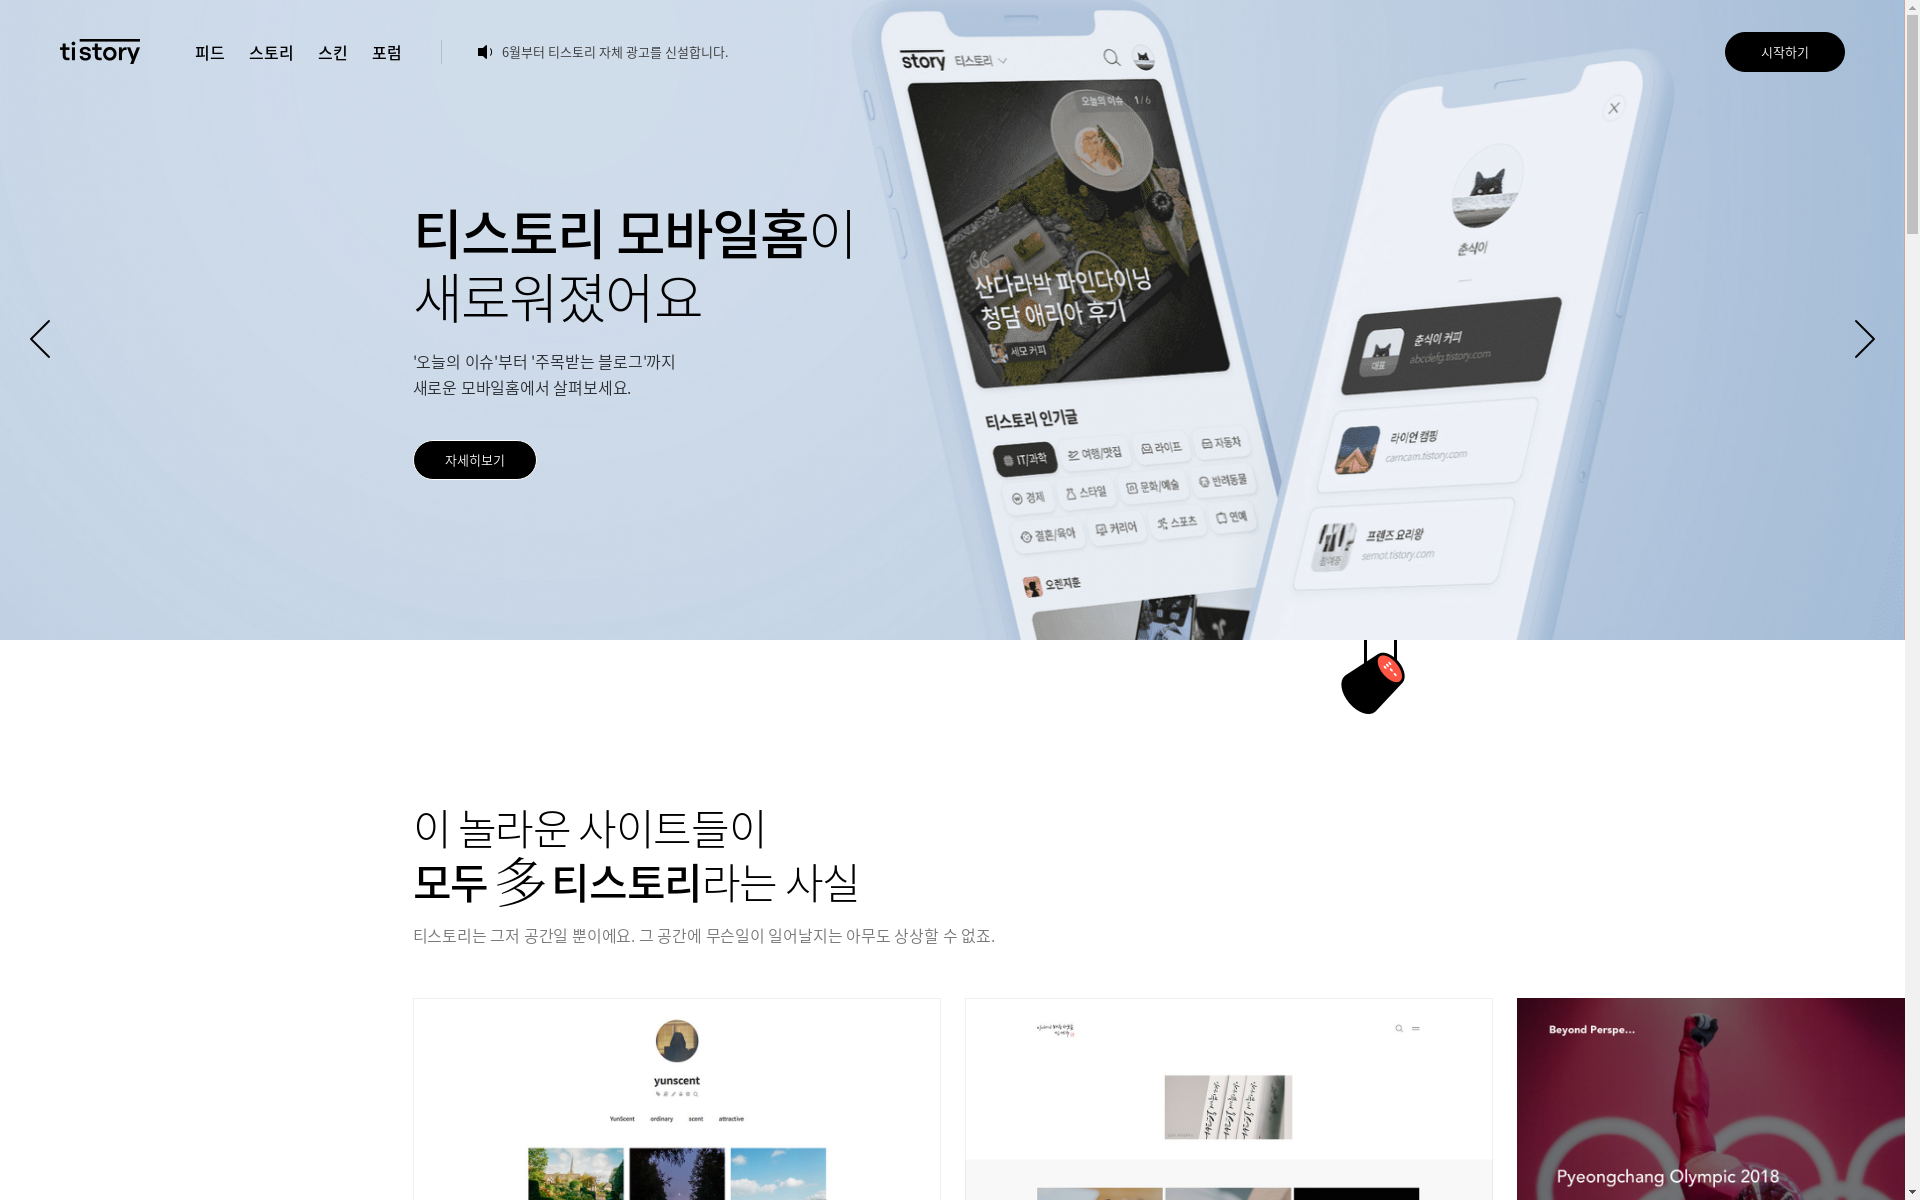 tistory
피드
스토리
스킨
포럼
6월부터 티스토리 자체 광고를 신설합니다.
시작하기
티스토리 모바일홈이
새로워졌어요
'오늘의 이슈'부터 '주목받는 블로그'까지
새로운 모바일홈에서 살펴보세요.
자세히보기
story
티스토리
오늘의 이슈 1/6
산다라박 파인다이닝
청담 애리아 후기
세모 커피
티스토리 인기글
IT/과학
여행/맛집
라이프
자동차
경제
스타일
문화/예술
반려동물
결혼/육아
커리어
스포츠
연예
오렌지훈
춘식이
춘식이 커피
abcdefg.tistory.com
대표
라이언 캠핑
camcam.tistory.com
프렌즈 요리왕
semot.tistory.com
이 놀라운 사이트들이
모두 多 티스토리라는 사실
티스토리는 그저 공간일 뿐이에요. 그 공간에 무슨일이 일어날지는 아무도 상상할 수 없죠.
yunscent
YunScent
ordinary
scent
attractive
Beyond Perspe...
Pyeongchang Olympic 2018